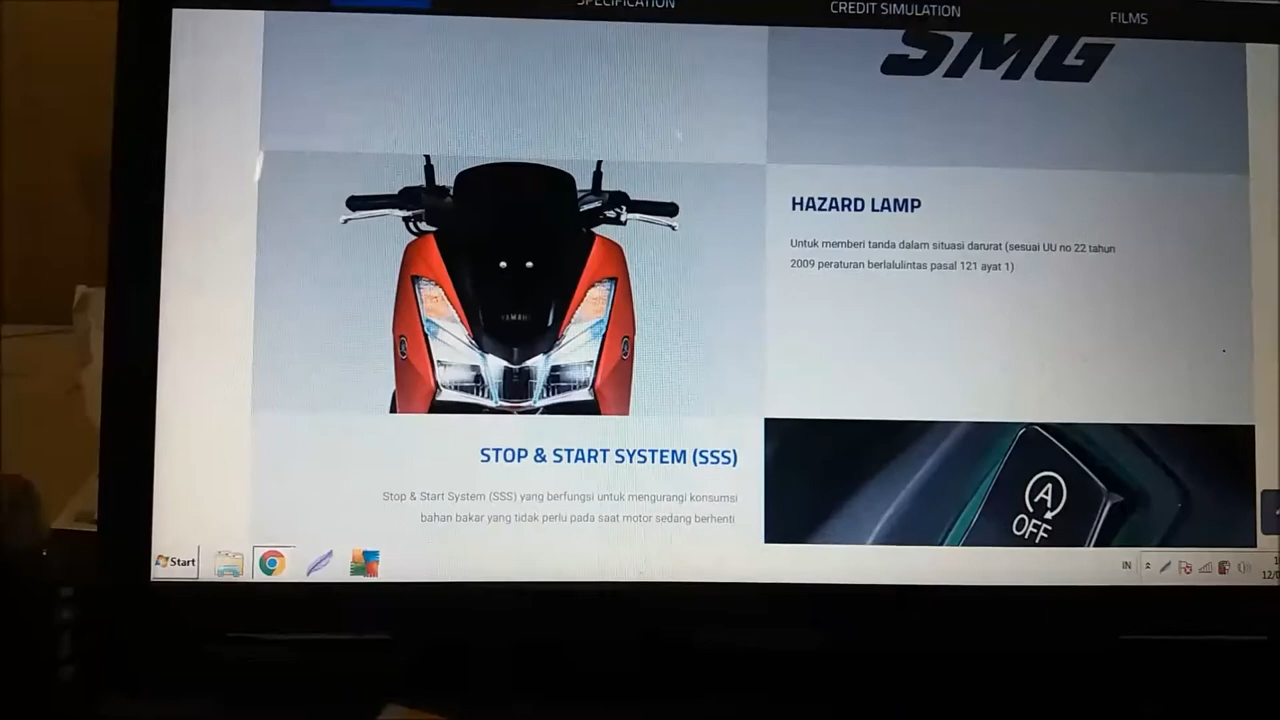 SPECIFICATION
CREDIT SIMULATION
FILMS
SMG
HAZARD LAMP
Untuk memberi tanda dalam situasi darurat (sesuai UU no 22 tahun
2009 peraturan berlalulintas pasal 121 ayat 1)
YAMAHA
STOP & START SYSTEM (SSS)
Stop & Start System (SSS) yang berfungsi untuk mengurangi konsumsi
bahan bakar yang tidak perlu pada saat motor sedang berhenti
A
OFF
Start
IN